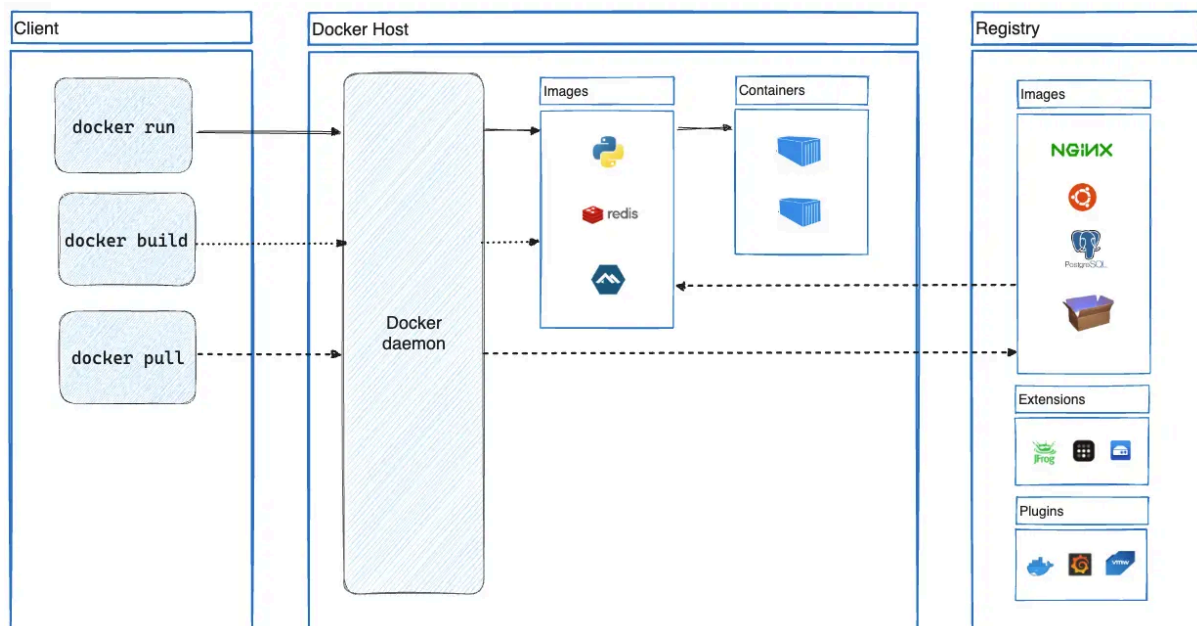 Client
docker run
docker build
docker pull
Docker Host
Docker
daemon
Images
redis
Containers
Registry
Images
NGINX
PostgreSQL
Extensions
JFrog
Plugins
vmw